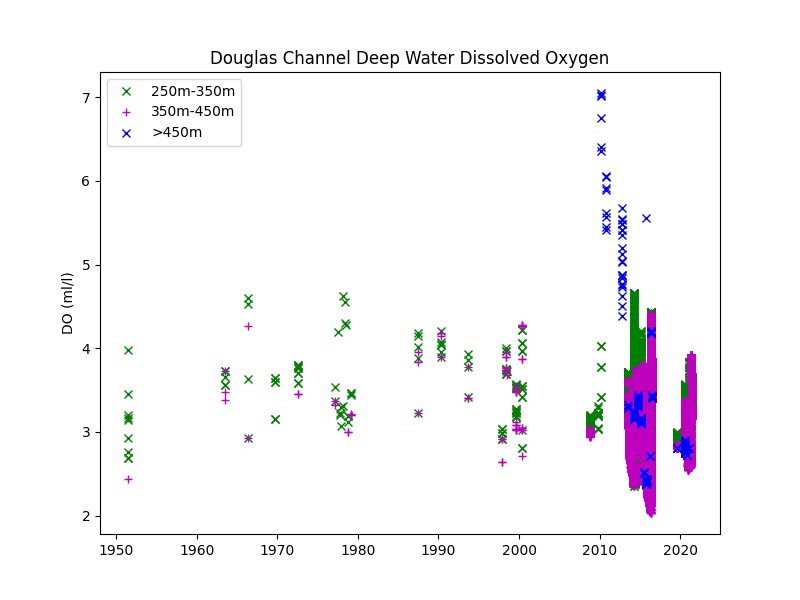 Douglas Channel Deep Water Dissolved Oxygen
250m-350m
350m-450m
>450m
7
6
5
4
3
2
DO (ml/l)
1950 1960 1970 1980 1990 2000 2010 2020